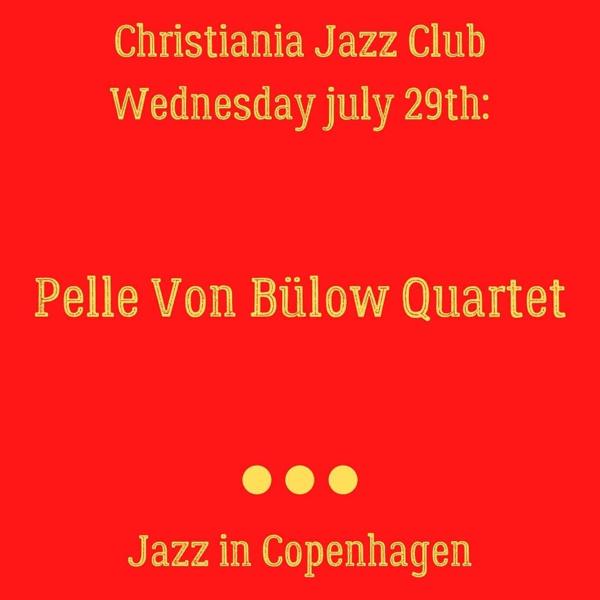 Christiania Jazz Club
Wednesday july 29th:
Pelle Von Bülow Quartet
Jazz in Copenhagen